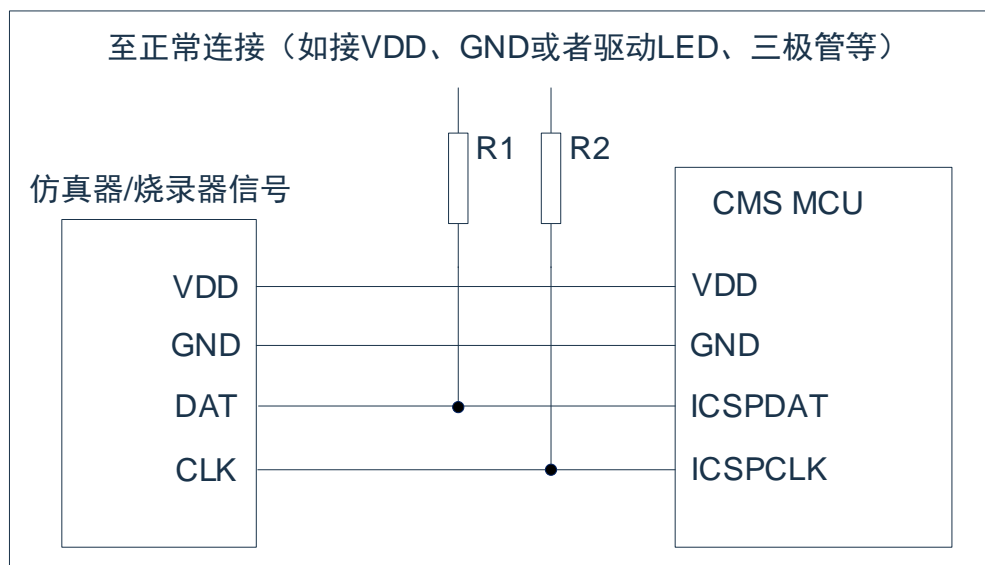 至正常连接（如接VDD、GND或者驱动LED、三极管等）
R1
R2
仿真器/烧录器信号
CMS MCU
VDD
VDD
GND
GND
DAT
ICSPDAT
CLK
ICSPCLK